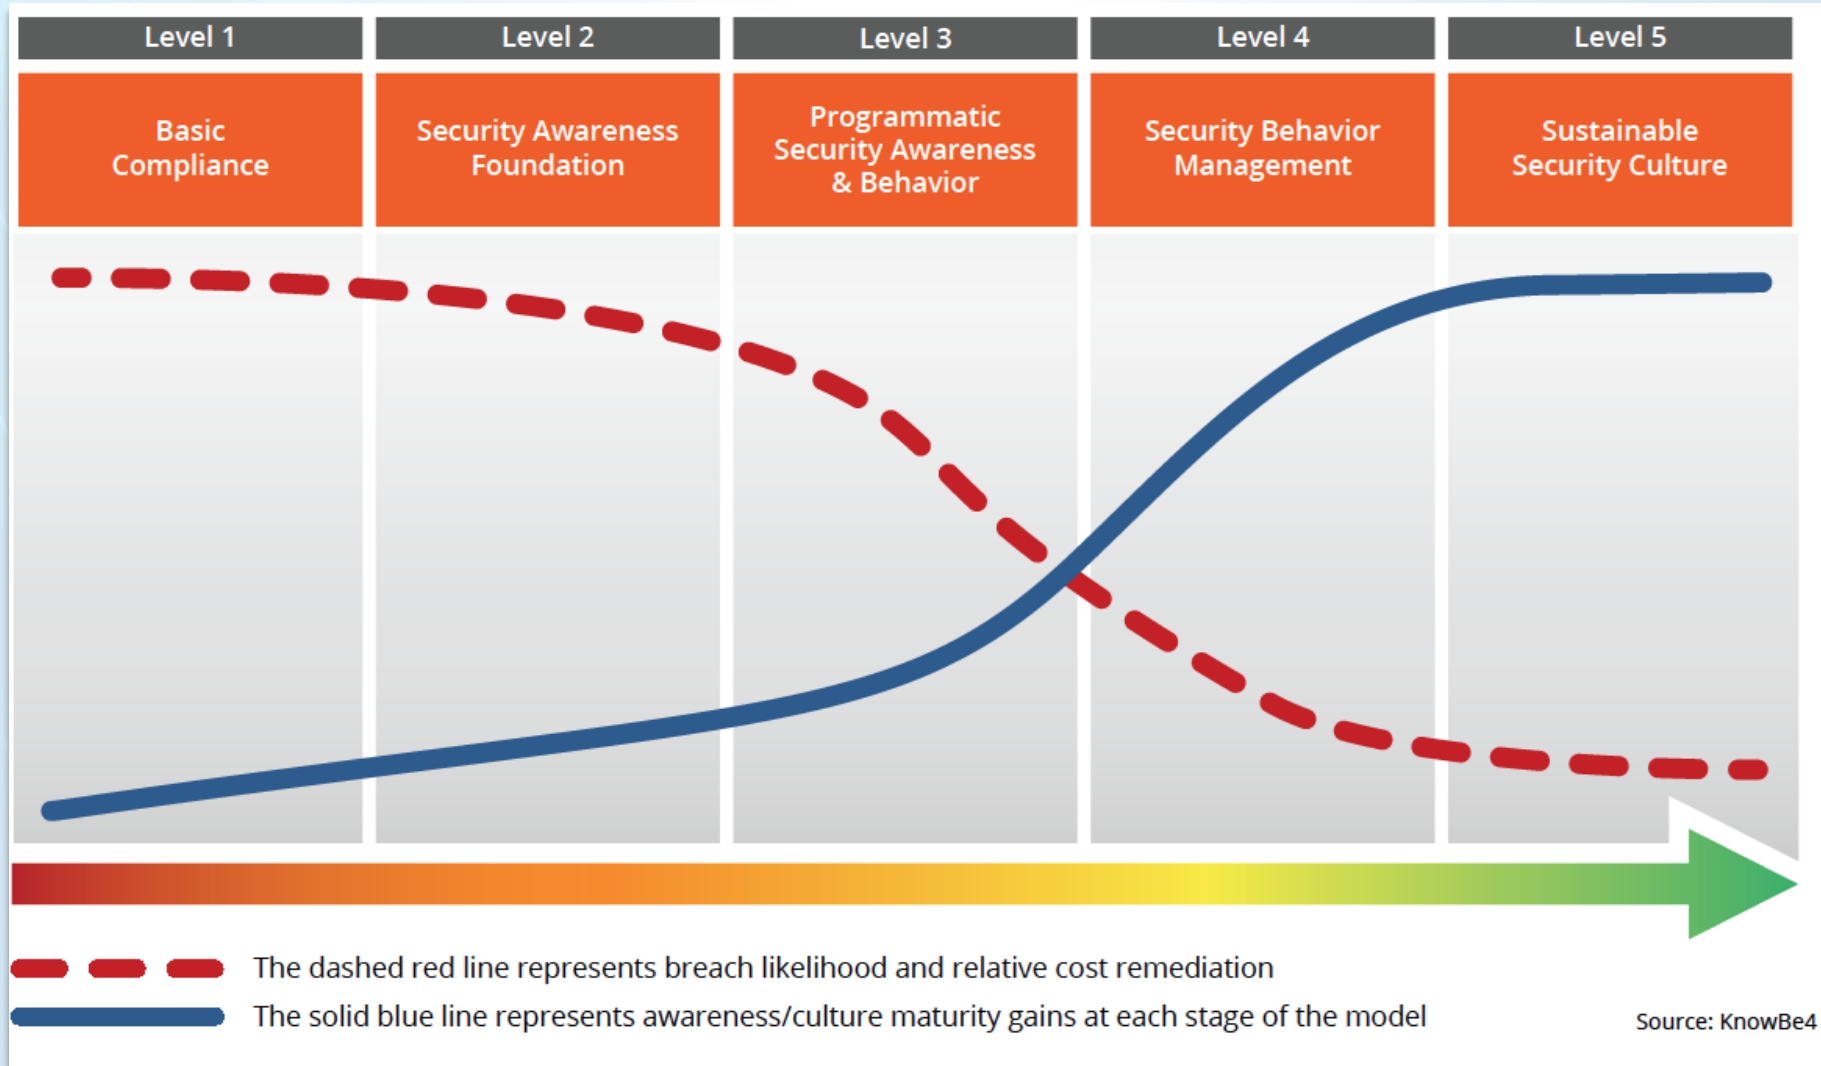 Level 1
Level 2
Level 3
Level 4
Level 5
Basic
Compliance
Security Awareness
Foundation
Programmatic
Security Awareness
& Behavior
Security Behavior
Management
Sustainable
Security Culture
The dashed red line represents breach likelihood and relative cost remediation
The solid blue line represents awareness/culture maturity gains at each stage of the model
Source: KnowBe4